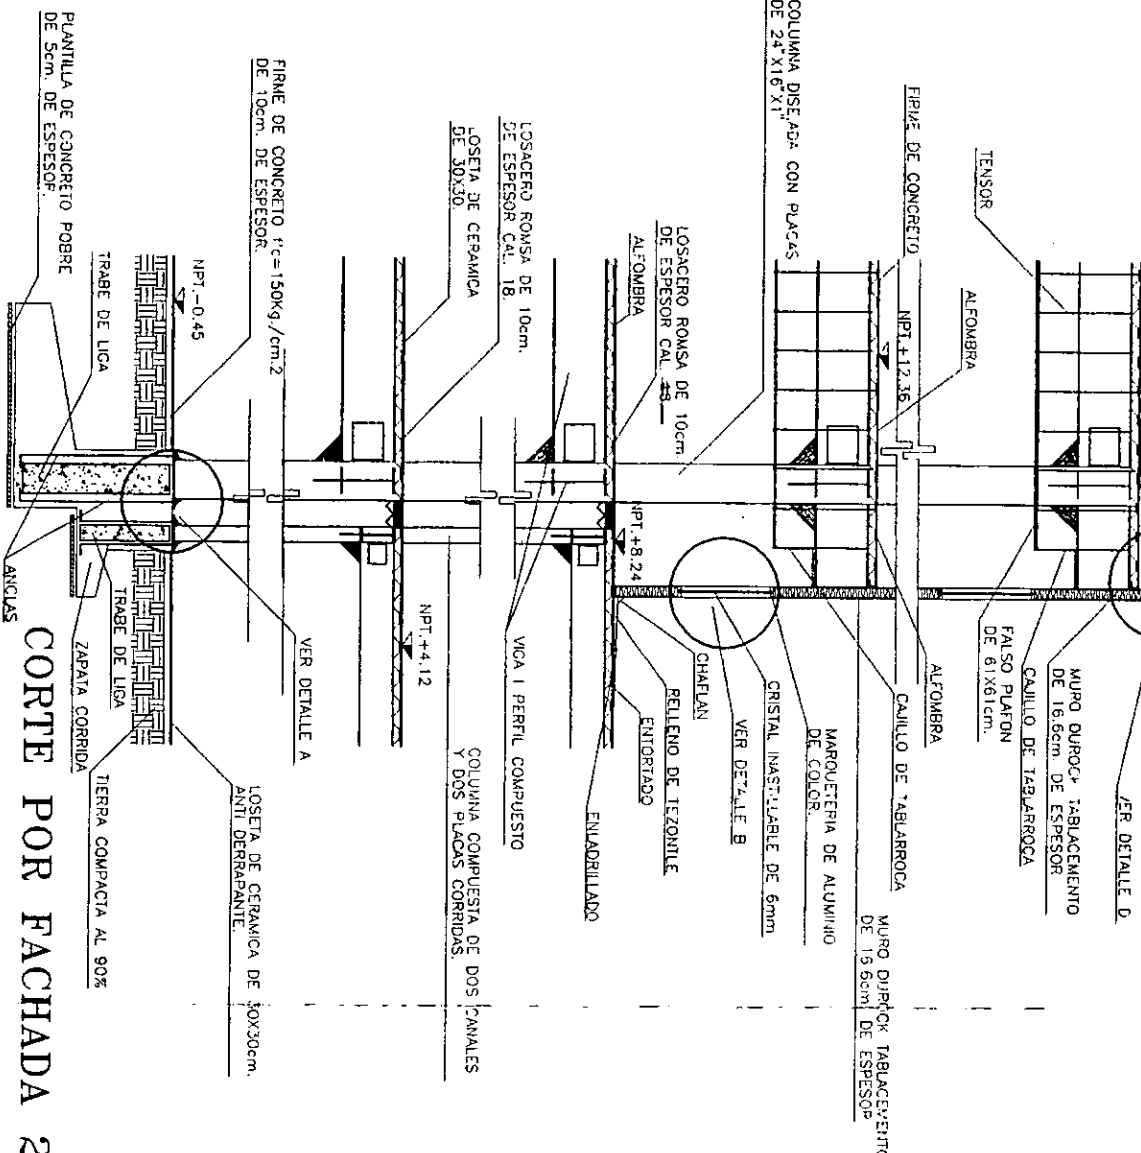 COLUMNA DISE,ADA CON PLACAS
DE 24"X16"X1"
FIRME DE CONCRETO
TENSOR
ALFOMBRA
NPT.+12.36
LOSACERO ROMSA DE 10cm.
DE ESPESOR CAL.
ALFOMBRA
LOSACERO ROMSA DE 10cm.
DE ESPESOR CAL. 18.
LOSETA DE CERAMICA
DE 30X30.
FIRME DE CONCRETO f'c=150Kg./cm.2
DE 10cm. DE ESPESOR.
NPT.-0.45
PLANTILLA DE CONCRETO POBRE
DE 5cm. DE ESPESOR.
TRABE DE LIGA
VER DETALLE D
MURO DUROCK TABLACEMENTO
DE 16.6cm. DE ESPESOR
CAJILLO DE TABLARROCA
FALSO PLAFON
DE 61X61cm.
ALFOMBRA
CAJILLO DE TABLARROCA
MURO DUROCK TABLACEMENTO
DE 16.6cm. DE ESPESOR
MARQUETERIA DE ALUMINIO
DE COLOR.
CRISTAL INASTILLABLE DE 6mm
VER DETALLE B
NPT.+8.24
CHAFLAN
RELLENO DE TEZONTLE
ENTORTADO
ENLADRILLADO
VIGA I PERFIL COMPUESTO
COLUMNA COMPUESTA DE DOS CANALES
Y DOS PLACAS CORRIDAS.
NPT.+4.12
VER DETALLE A
LOSETA DE CERAMICA DE 30X30cm.
ANTI DERRAPANTE.
TIERRA COMPACTA AL 90%
TRABE DE LIGA
ZAPATA CORRIDA
ANCLAS
CORTE POR FACHADA 2